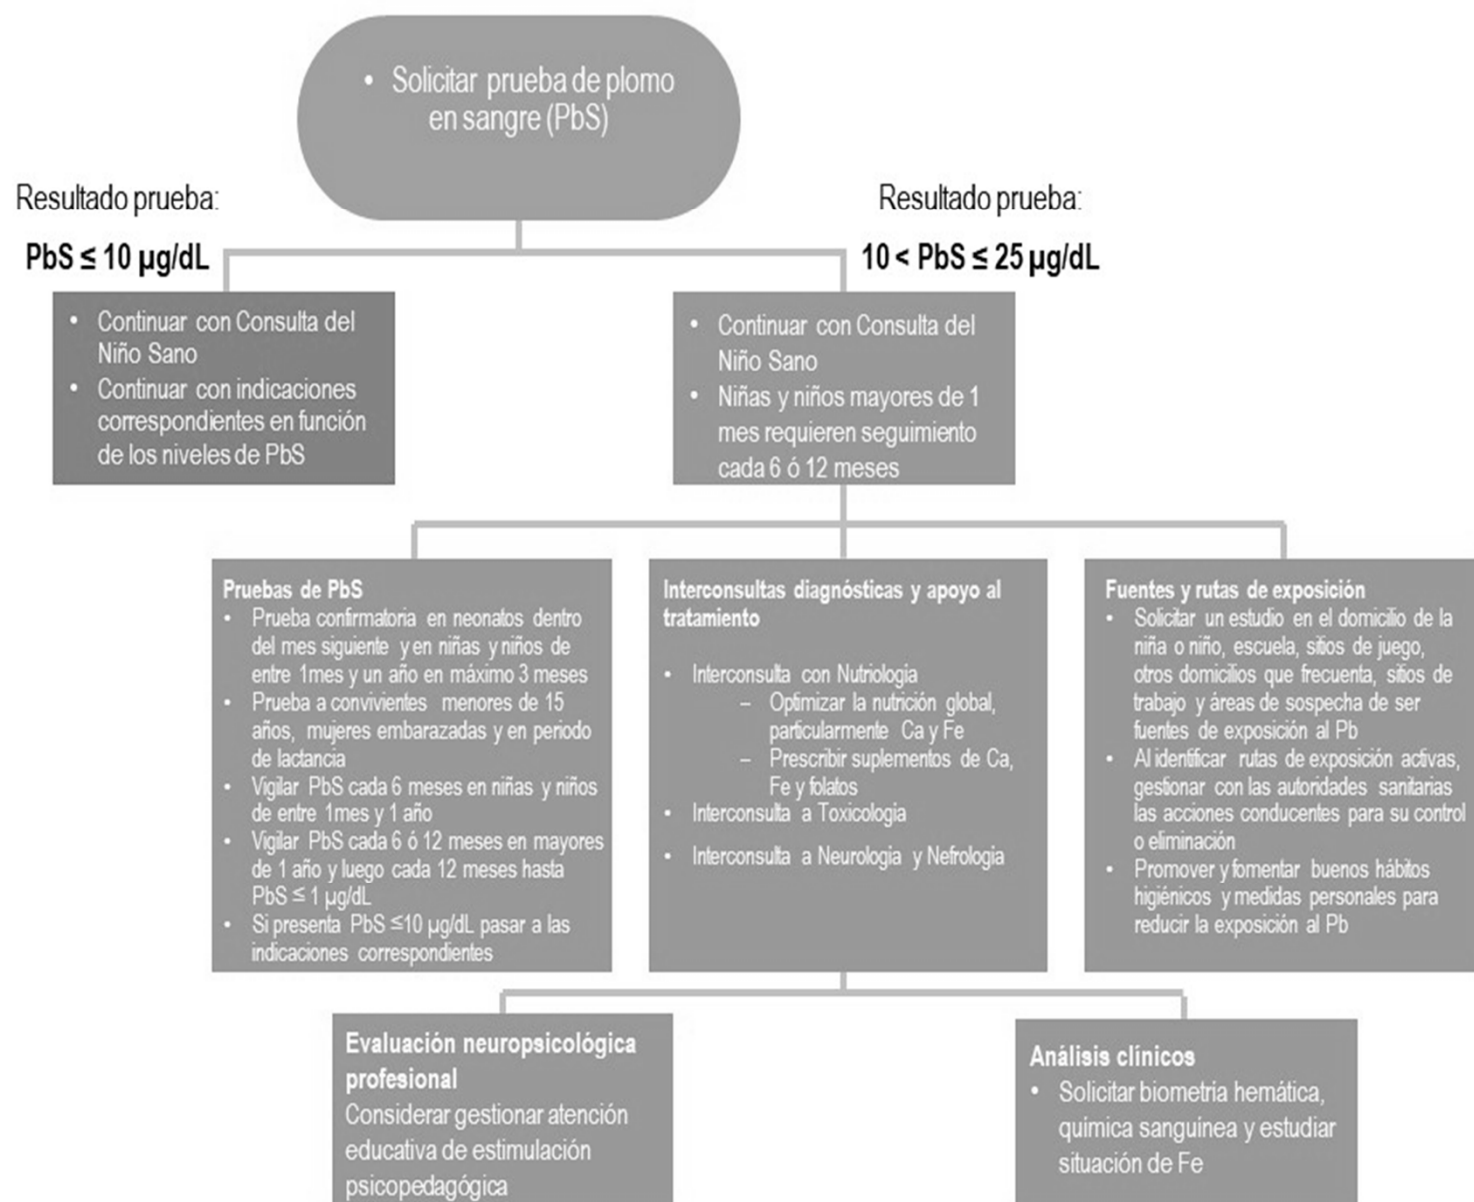 • Solicitar prueba de plomo
en sangre (PbS)
Resultado prueba:
PbS ≤ 10 µg/dL
Resultado prueba:
10 < PbS ≤ 25 µg/dL
• Continuar con Consulta del
Niño Sano
• Continuar con indicaciones
correspondientes en función
de los niveles de PbS
• Continuar con Consulta del
Niño Sano
• Niñas y niños mayores de 1
mes requieren seguimiento
cada 6 ó 12 meses
Pruebas de PbS
• Prueba confirmatoria en neonatos dentro
del mes siguiente y en niñas y niños de
entre 1mes y un año en máximo 3 meses
• Prueba a convivientes menores de 15
años, mujeres embarazadas y en periodo
de lactancia
• Vigilar PbS cada 6 meses en niñas y niños
de entre 1mes y 1 año
• Vigilar PbS cada 6 ó 12 meses en mayores
de 1 año y luego cada 12 meses hasta
PbS ≤ 1 µg/dL
• Si presenta PbS ≤10 µg/dL pasar a las
indicaciones correspondientes
Interconsultas diagnósticas y apoyo al
tratamiento
• Interconsulta con Nutriología
– Optimizar la nutrición global,
particularmente Ca y Fe
– Prescribir suplementos de Ca,
Fe y folatos
• Interconsulta a Toxicología
• Interconsulta a Neurología y Nefrología
Fuentes y rutas de exposición
• Solicitar un estudio en el domicilio de la
niña o niño, escuela, sitios de juego,
otros domicilios que frecuenta, sitios de
trabajo y áreas de sospecha de ser
fuentes de exposición al Pb
• Al identificar rutas de exposición activas,
gestionar con las autoridades sanitarias
las acciones conducentes para su control
o eliminación
• Promover y fomentar buenos hábitos
higiénicos y medidas personales para
reducir la exposición al Pb
Evaluación neuropsicológica
profesional
Considerar gestionar atención
educativa de estimulación
psicopedagógica
Análisis clínicos
• Solicitar biometría hemática,
química sanguínea y estudiar
situación de Fe